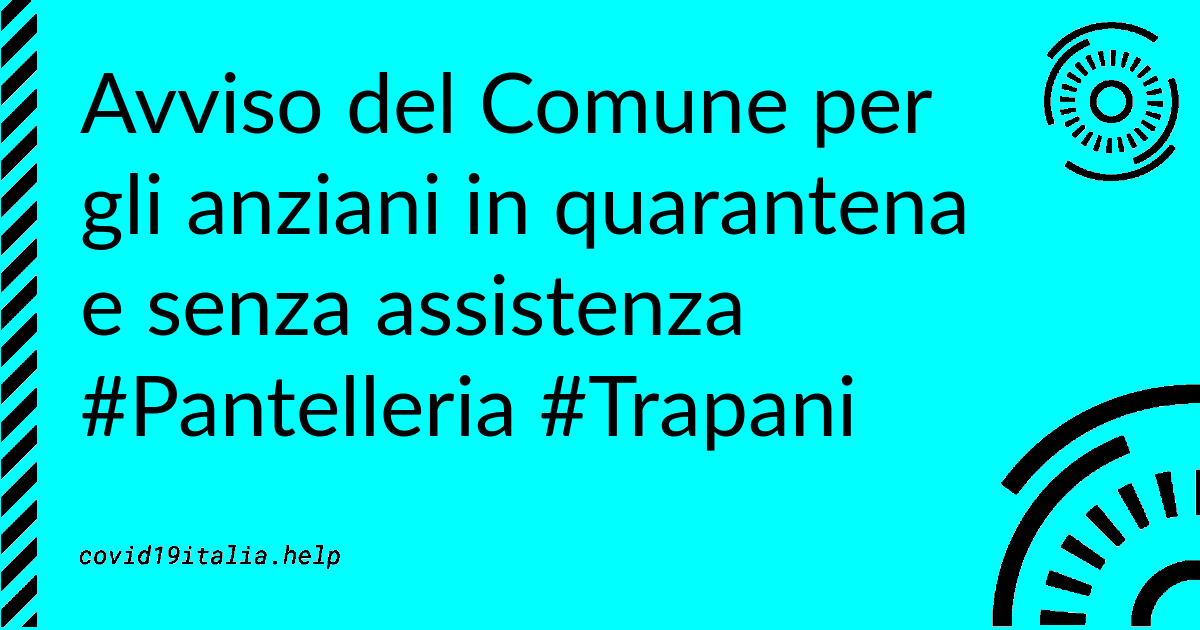 Avviso del Comune per
gli anziani in quarantena
e senza assistenza
#Pantelleria #Trapani
covid19italia.help